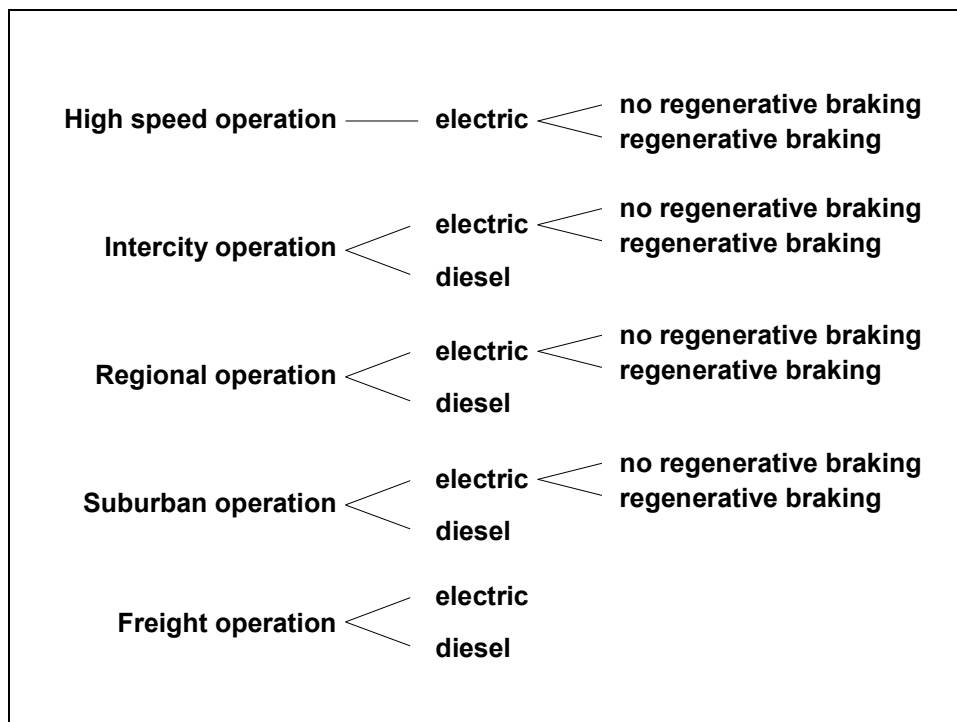 High speed operation electric no regenerative braking
regenerative braking
Intercity operation electric no regenerative braking
regenerative braking
diesel
Regional operation electric no regenerative braking
regenerative braking
diesel
Suburban operation electric no regenerative braking
regenerative braking
diesel
Freight operation electric
diesel